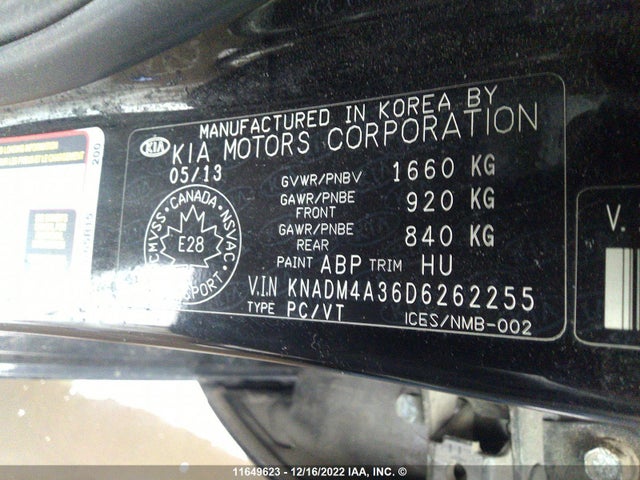 MANUFACTURED IN KOREA BY
KIA KIA MOTORS CORPORATION
05/13
GVWR/PNBV 1660 KG
GAWR/PNBE FRONT 920 KG
GAWR/PNBE REAR 840 KG
PAINT ABP TRIM HU
V.I.N KNADM4A36D6262255
TYPE PC/VT
ICES/NMB-002
CMVSS CANADA NSVAC
E28
200
V.
11649623 - 12/16/2022 IAA, INC. ©